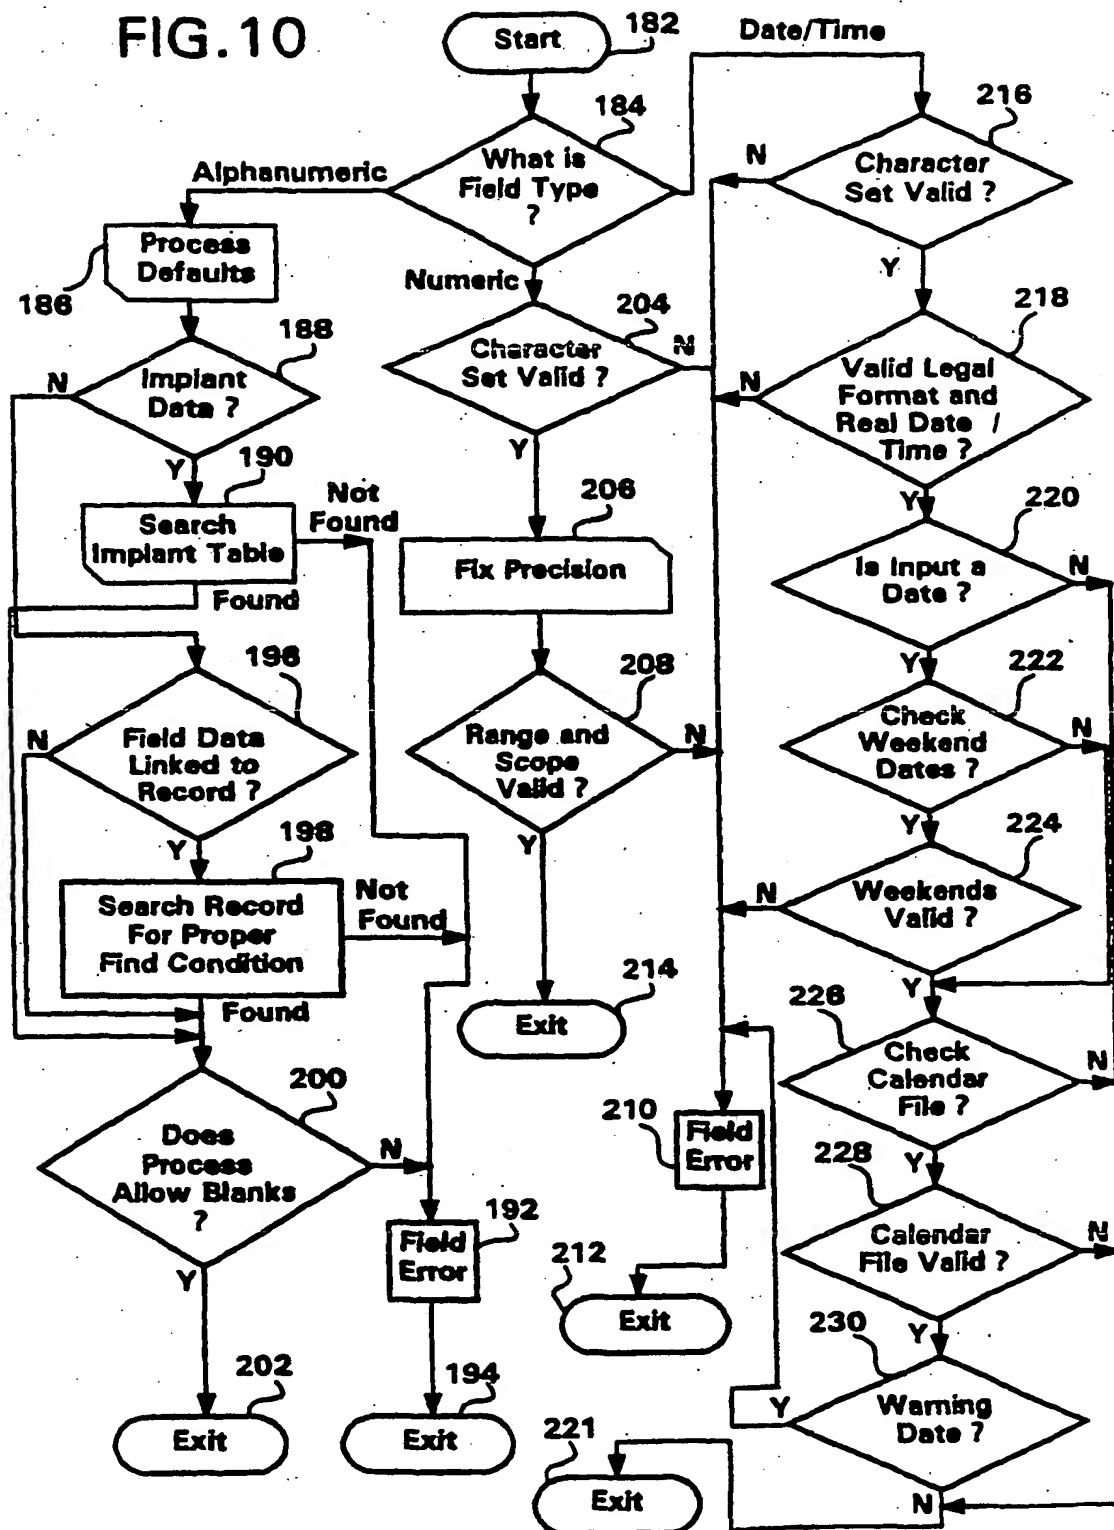 FIG.10
Start
182
Date/Time
184
What is
Field Type
?
Alphanumeric
216
Character
Set Valid ?
N
Y
Process
Defaults
186
Numeric
204
Character
Set Valid ?
N
Y
218
Valid Legal
Format and
Real Date /
Time ?
N
Y
188
Implant
Data ?
N
Y
190
Search
Implant Table
Not
Found
Found
206
Fix Precision
220
Is Input a
Date ?
N
Y
196
Field Data
Linked to
Record ?
N
Y
208
Range and
Scope
Valid ?
N
Y
222
Check
Weekend
Dates ?
N
Y
198
Search Record
For Proper
Find Condition
Not
Found
Found
224
Weekends
Valid ?
N
Y
214
Exit
226
Check
Calendar
File ?
N
Y
200
Does
Process
Allow Blanks
?
N
Y
210
Field
Error
228
Calendar
File Valid ?
N
Y
192
Field
Error
212
Exit
230
Warning
Date ?
Y
N
202
Exit
194
Exit
221
Exit